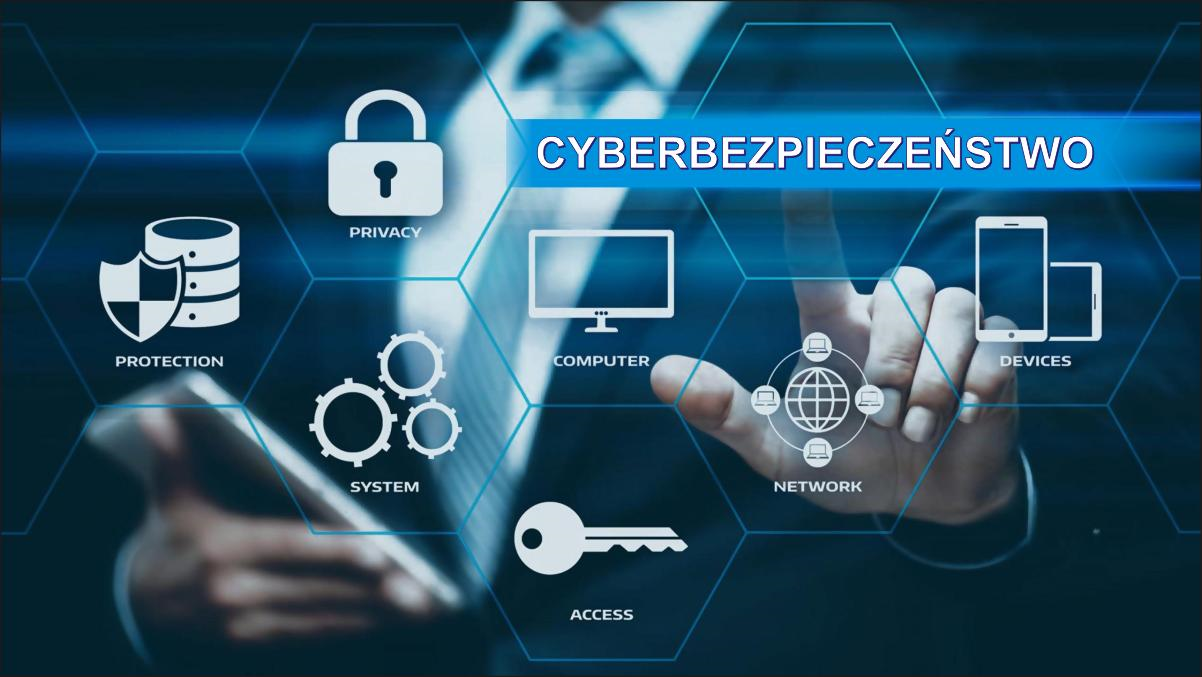 CYBERBEZPIECZEŃSTWO
PRIVACY
PROTECTION
COMPUTER
DEVICES
SYSTEM
NETWORK
ACCESS